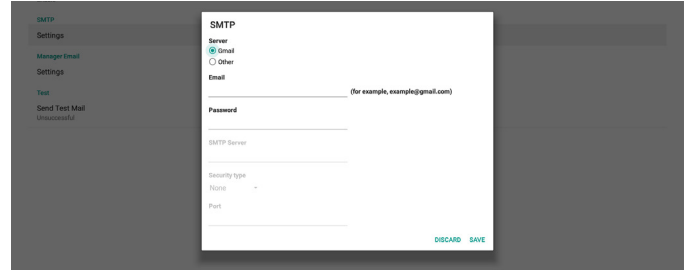 SMTP
Settings
Manager Email
Settings
Test
Send Test Mail
Unsuccessful
SMTP
Server
Gmail
Other
Email
(for example, example@gmail.com)
Password
SMTP Server
Security type
None
Port
DISCARD SAVE